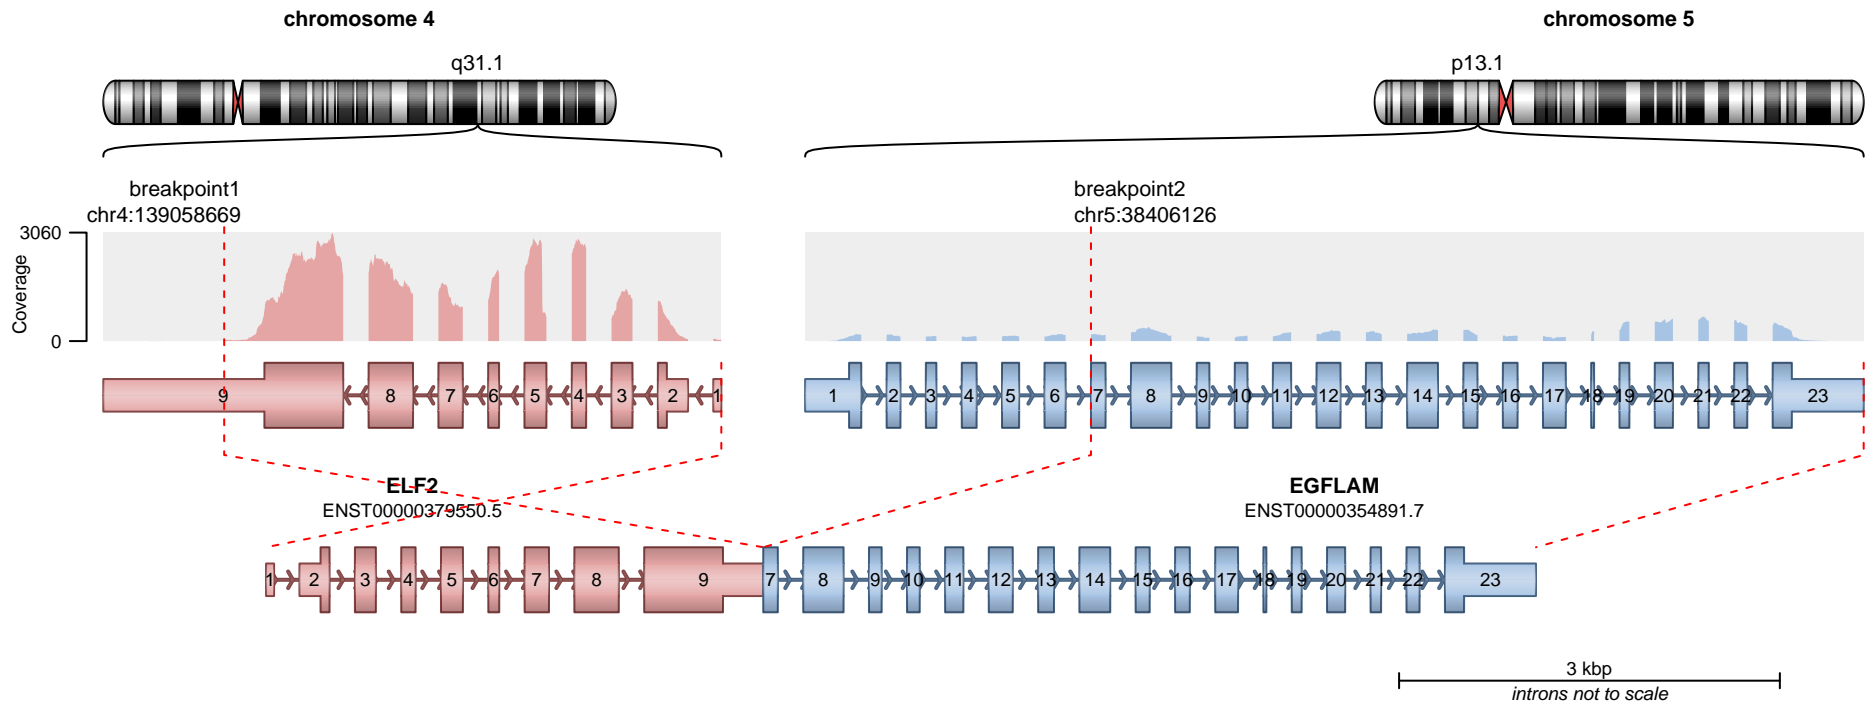 chromosome 4
chromosome 5
q31.1
p13.1
breakpoint1
chr4:139058669
breakpoint2
chr5:38406126
3060
Coverage
0
9 8 7 6 5 4 3 2 1
1 2 3 4 5 6 7 8 9 10 11 12 13 14 15 16 17 18 19 20 21 22 23
ELF2
ENST00000379550.5
EGFLAM
ENST00000354891.7
1 2 3 4 5 6 7 8 9 7 8 9 10 11 12 13 14 15 16 17 18 19 20 21 22 23
3 kbp
introns not to scale